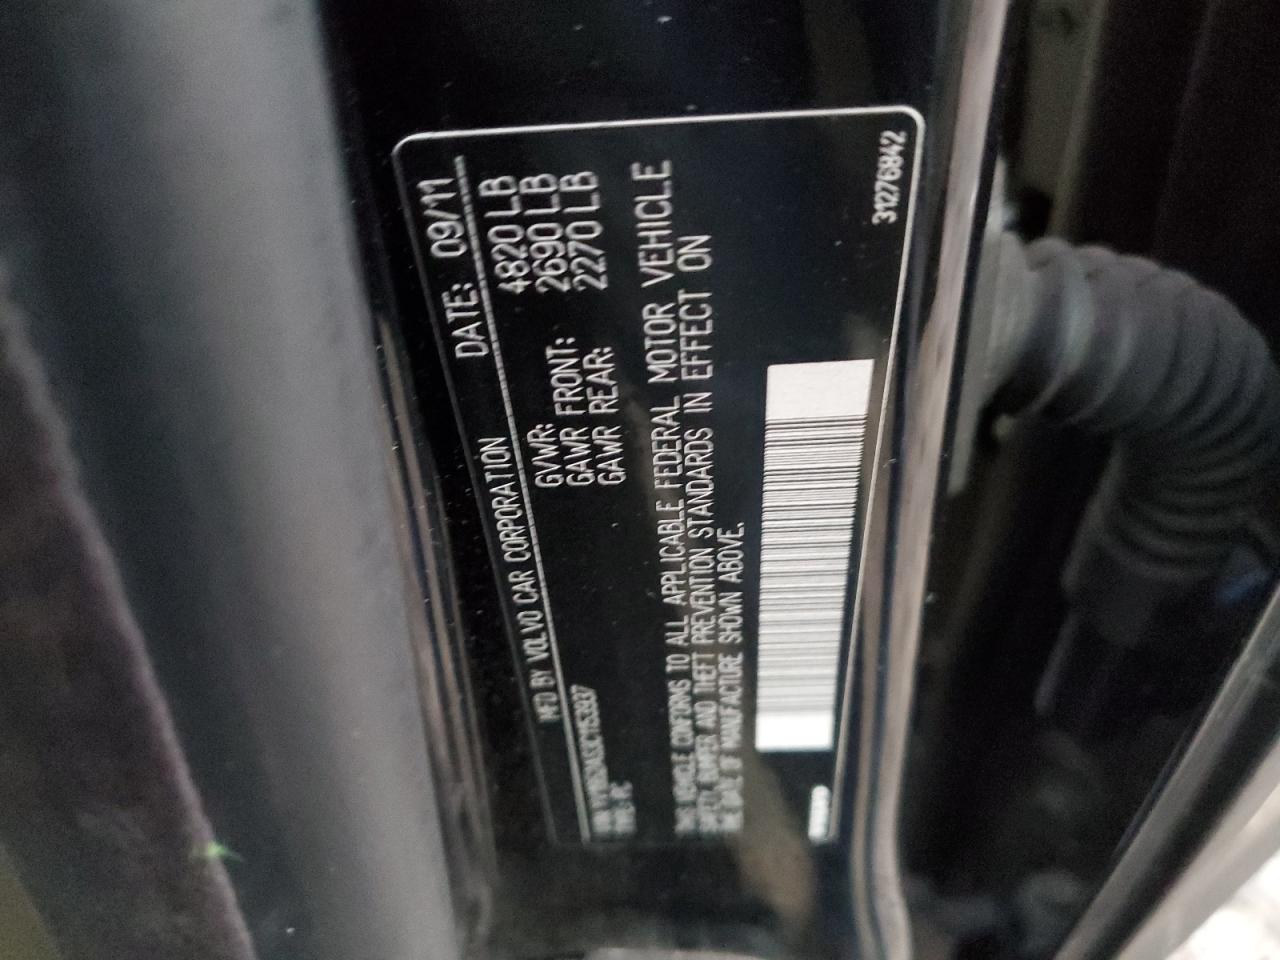 MFD BY VOLVO CAR CORPORATION DATE: 09/11
GVWR: 4820 LB
GAWR FRONT: 2690 LB
GAWR REAR: 2270 LB
TYPE: PC
THIS VEHICLE CONFORMS TO ALL APPLICABLE FEDERAL MOTOR VEHICLE
SAFETY, BUMPER AND THEFT PREVENTION STANDARDS IN EFFECT ON
THE DATE OF MANUFACTURE SHOWN ABOVE.
31276842